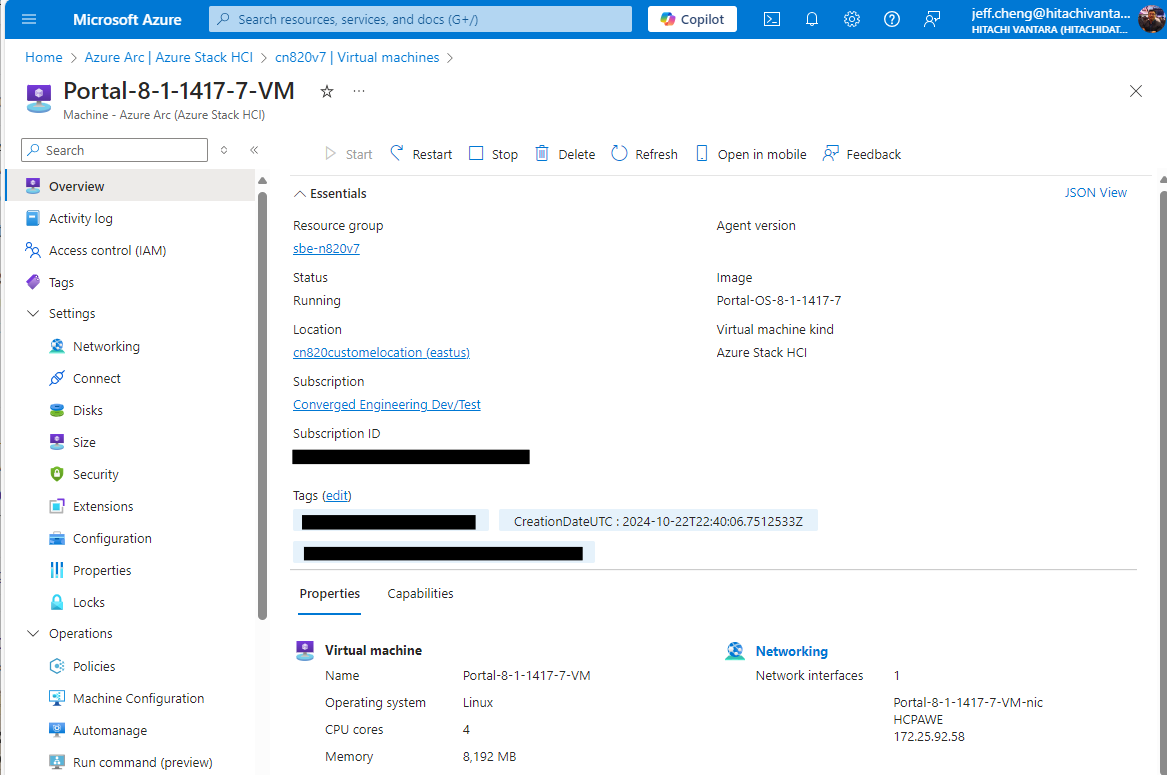 Microsoft Azure
Search resources, services, and docs (G+/)
Copilot
jeff.cheng@hitachivanta...
HITACHI VANTARA (HITACHIDAT...
Home > Azure Arc | Azure Stack HCI > cn820v7 | Virtual machines >
Portal-8-1-1417-7-VM
Machine - Azure Arc (Azure Stack HCI)
Search
Start Restart Stop Delete Refresh Open in mobile Feedback
Overview
Activity log
Access control (IAM)
Tags
Settings
Networking
Connect
Disks
Size
Security
Extensions
Configuration
Properties
Locks
Operations
Policies
Machine Configuration
Automanage
Run command (preview)
Essentials
JSON View
Resource group
sbe-n820v7
Status
Running
Location
cn820customelocation (eastus)
Subscription
Converged Engineering Dev/Test
Subscription ID
Agent version
Image
Portal-OS-8-1-1417-7
Virtual machine kind
Azure Stack HCI
Tags (edit)
CreationDateUTC : 2024-10-22T22:40:06.7512533Z
Properties Capabilities
Virtual machine
Name Portal-8-1-1417-7-VM
Operating system Linux
CPU cores 4
Memory 8,192 MB
Networking
Network interfaces 1
Portal-8-1-1417-7-VM-nic
HCPAWE
172.25.92.58